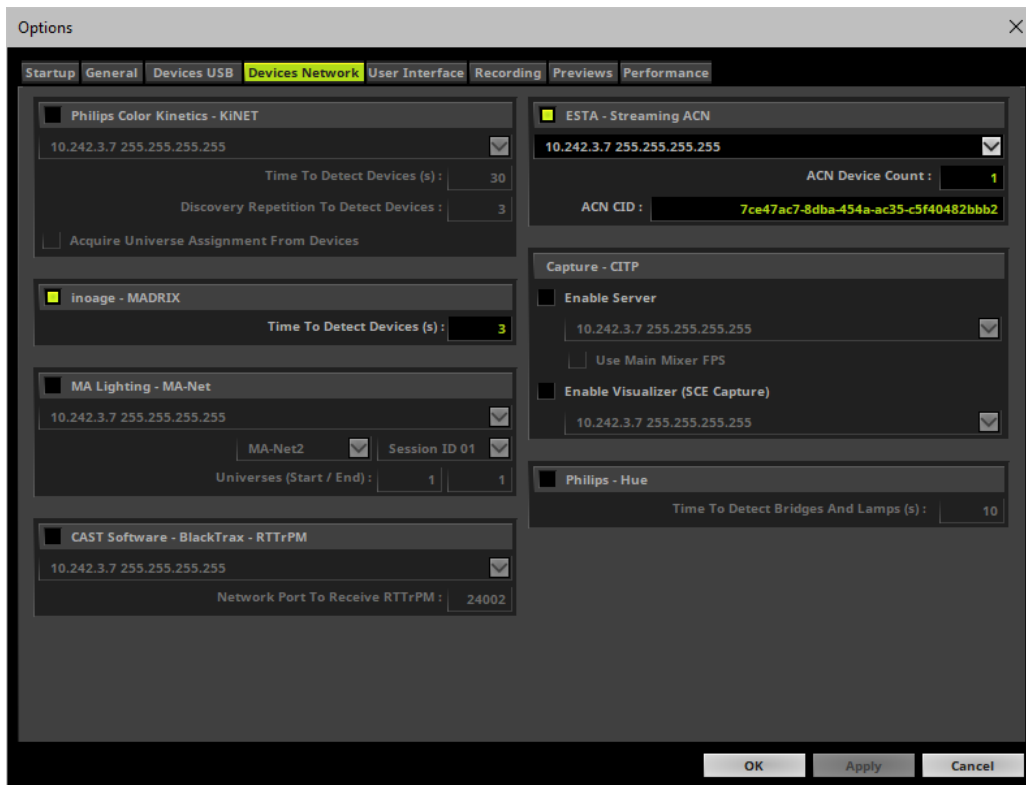 Options
Startup General Devices USB Devices Network User Interface Recording Previews Performance
Philips Color Kinetics - KiNET
10.242.3.7 255.255.255.255
Time To Detect Devices (s) : 30
Discovery Repetition To Detect Devices : 3
Acquire Universe Assignment From Devices
inoage - MADRIX
Time To Detect Devices (s) : 3
MA Lighting - MA-Net
10.242.3.7 255.255.255.255
MA-Net2 Session ID 01
Universes (Start / End) : 1 1
CAST Software - BlackTrax - RTTrPM
10.242.3.7 255.255.255.255
Network Port To Receive RTTrPM : 24002
ESTA - Streaming ACN
10.242.3.7 255.255.255.255
ACN Device Count : 1
ACN CID : 7ce47ac7-8dba-454a-ac35-c5f40482bbb2
Capture - CITP
Enable Server
10.242.3.7 255.255.255.255
Use Main Mixer FPS
Enable Visualizer (SCE Capture)
10.242.3.7 255.255.255.255
Philips - Hue
Time To Detect Bridges And Lamps (s) : 10
OK Apply Cancel